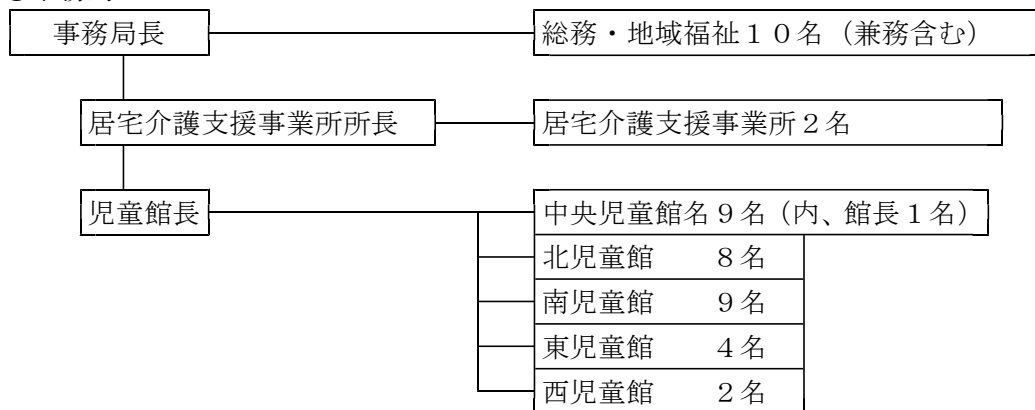 事務局長 総務・地域福祉１０名（兼務含む）
居宅介護支援事業所所長 居宅介護支援事業所２名
児童館長 中央児童館名９名（内、館長１名）
北児童館 ８名
南児童館 ９名
東児童館 ４名
西児童館 ２名